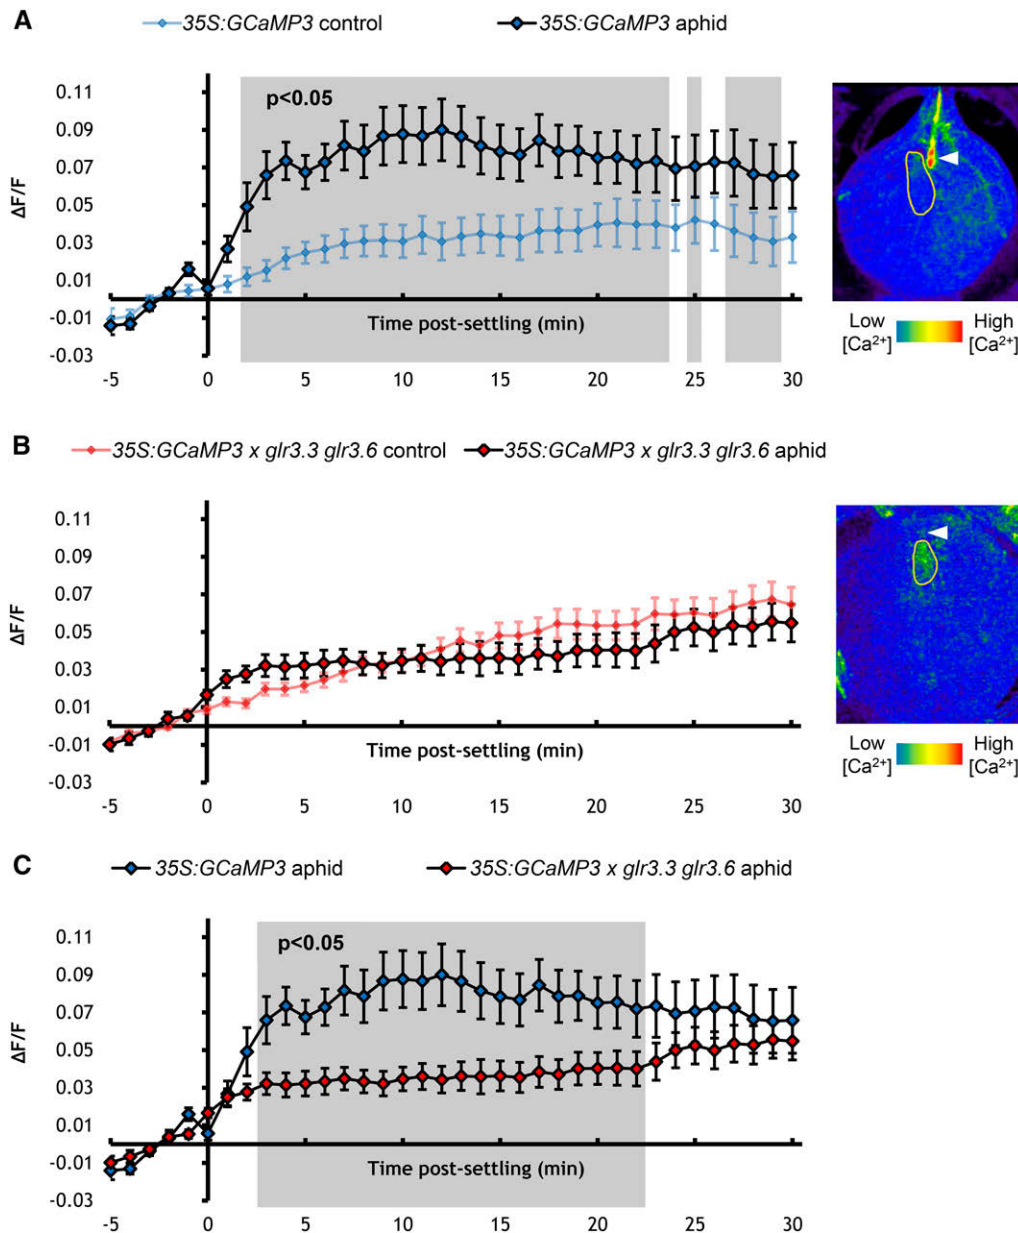 A
35S:GCaMP3 control 35S:GCaMP3 aphid
p<0.05
0.11
0.09
0.07
0.05
0.03
0.01
-0.01
-0.03
ΔF/F
Time post-settling (min)
-5 0 5 10 15 20 25 30
Low High
[Ca²⁺] [Ca²⁺]
B
35S:GCaMP3 x glr3.3 glr3.6 control 35S:GCaMP3 x glr3.3 glr3.6 aphid
0.11
0.09
0.07
0.05
0.03
0.01
-0.01
-0.03
ΔF/F
Time post-settling (min)
-5 0 5 10 15 20 25 30
Low High
[Ca²⁺] [Ca²⁺]
C
35S:GCaMP3 aphid 35S:GCaMP3 x glr3.3 glr3.6 aphid
p<0.05
0.11
0.09
0.07
0.05
0.03
0.01
-0.01
-0.03
ΔF/F
Time post-settling (min)
-5 0 5 10 15 20 25 30